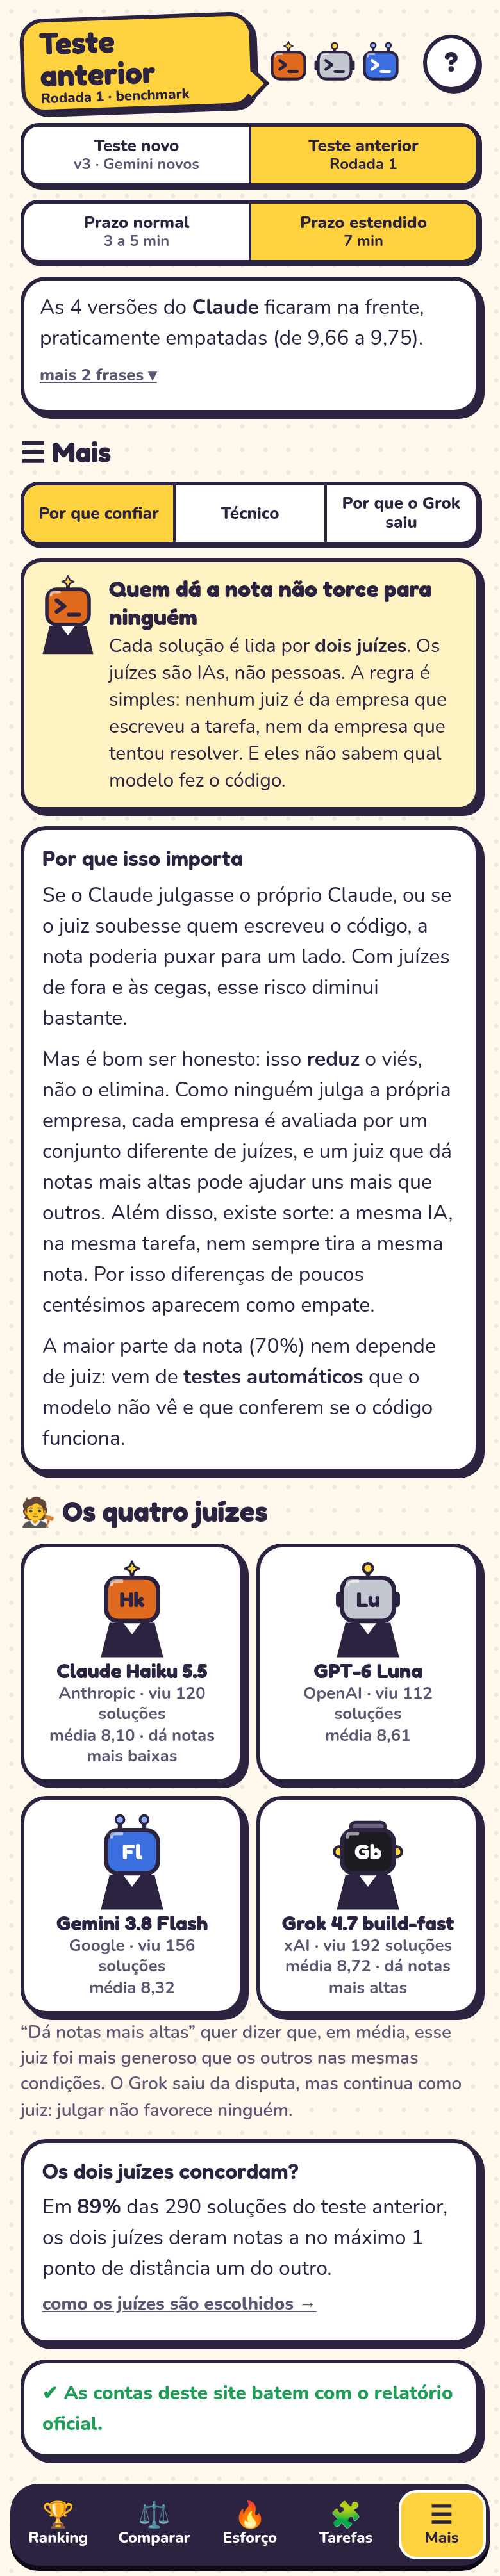 Teste
anterior
Rodada 1 · benchmark
?
Teste novo
v3 · Gemini novos
Teste anterior
Rodada 1
Prazo normal
3 a 5 min
Prazo estendido
7 min
As 4 versões do Claude ficaram na frente,
praticamente empatadas (de 9,66 a 9,75).
mais 2 frases ▾
☰ Mais
Por que confiar
Técnico
Por que o Grok
saiu
Quem dá a nota não torce para
ninguém
Cada solução é lida por dois juízes. Os
juízes são IAs, não pessoas. A regra é
simples: nenhum juiz é da empresa que
escreveu a tarefa, nem da empresa que
tentou resolver. E eles não sabem qual
modelo fez o código.
Por que isso importa
Se o Claude julgasse o próprio Claude, ou se
o juiz soubesse quem escreveu o código, a
nota poderia puxar para um lado. Com juízes
de fora e às cegas, esse risco diminui
bastante.
Mas é bom ser honesto: isso reduz o viés,
não o elimina. Como ninguém julga a própria
empresa, cada empresa é avaliada por um
conjunto diferente de juízes, e um juiz que dá
notas mais altas pode ajudar uns mais que
outros. Além disso, existe sorte: a mesma IA,
na mesma tarefa, nem sempre tira a mesma
nota. Por isso diferenças de poucos
centésimos aparecem como empate.
A maior parte da nota (70%) nem depende
de juiz: vem de testes automáticos que o
modelo não vê e que conferem se o código
funciona.
Os quatro juízes
Hk
Claude Haiku 5.5
Anthropic · viu 120
soluções
média 8,10 · dá notas
mais baixas
Lu
GPT-6 Luna
OpenAI · viu 112
soluções
média 8,61
Fl
Gemini 3.8 Flash
Google · viu 156
soluções
média 8,32
Gb
Grok 4.7 build-fast
xAI · viu 192 soluções
média 8,72 · dá notas
mais altas
“Dá notas mais altas” quer dizer que, em média, esse
juiz foi mais generoso que os outros nas mesmas
condições. O Grok saiu da disputa, mas continua como
juiz: julgar não favorece ninguém.
Os dois juízes concordam?
Em 89% das 290 soluções do teste anterior,
os dois juízes deram notas a no máximo 1
ponto de distância um do outro.
como os juízes são escolhidos →
✔ As contas deste site batem com o relatório
oficial.
Ranking
Comparar
Esforço
Tarefas
Mais